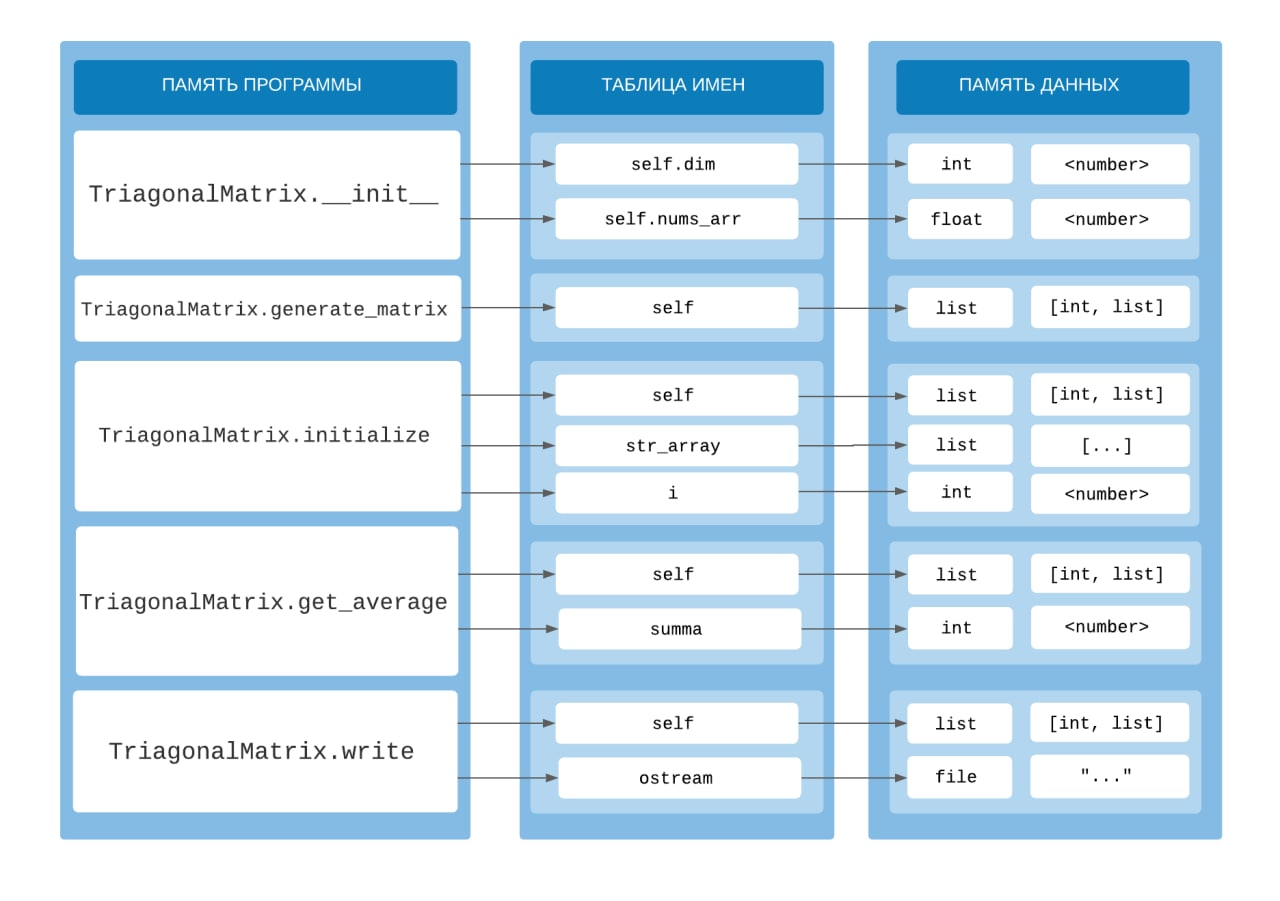 ПАМЯТЬ ПРОГРАММЫ
ТАБЛИЦА ИМЕН
ПАМЯТЬ ДАННЫХ
TriagonalMatrix.__init__
self.dim
int
<number>
self.nums_arr
float
<number>
TriagonalMatrix.generate_matrix
self
list
[int, list]
TriagonalMatrix.initialize
self
list
[int, list]
str_array
list
[...]
i
int
<number>
TriagonalMatrix.get_average
self
list
[int, list]
summa
int
<number>
TriagonalMatrix.write
self
list
[int, list]
ostream
file
"..."